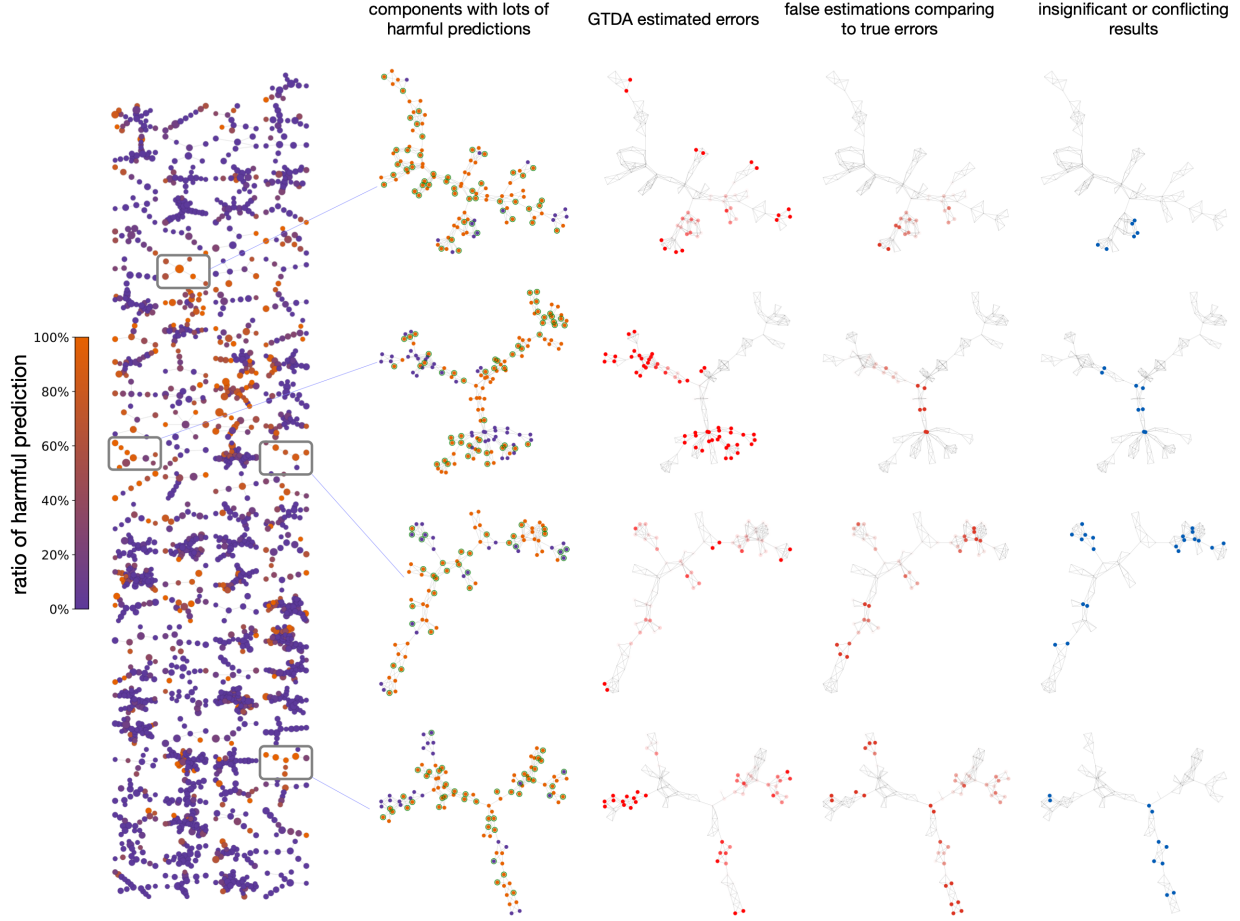 components with lots of
harmful predictions
GTDA estimated errors
false estimations comparing
to true errors
insignificant or conflicting
results
ratio of harmful prediction
100%
80%
60%
40%
20%
0%